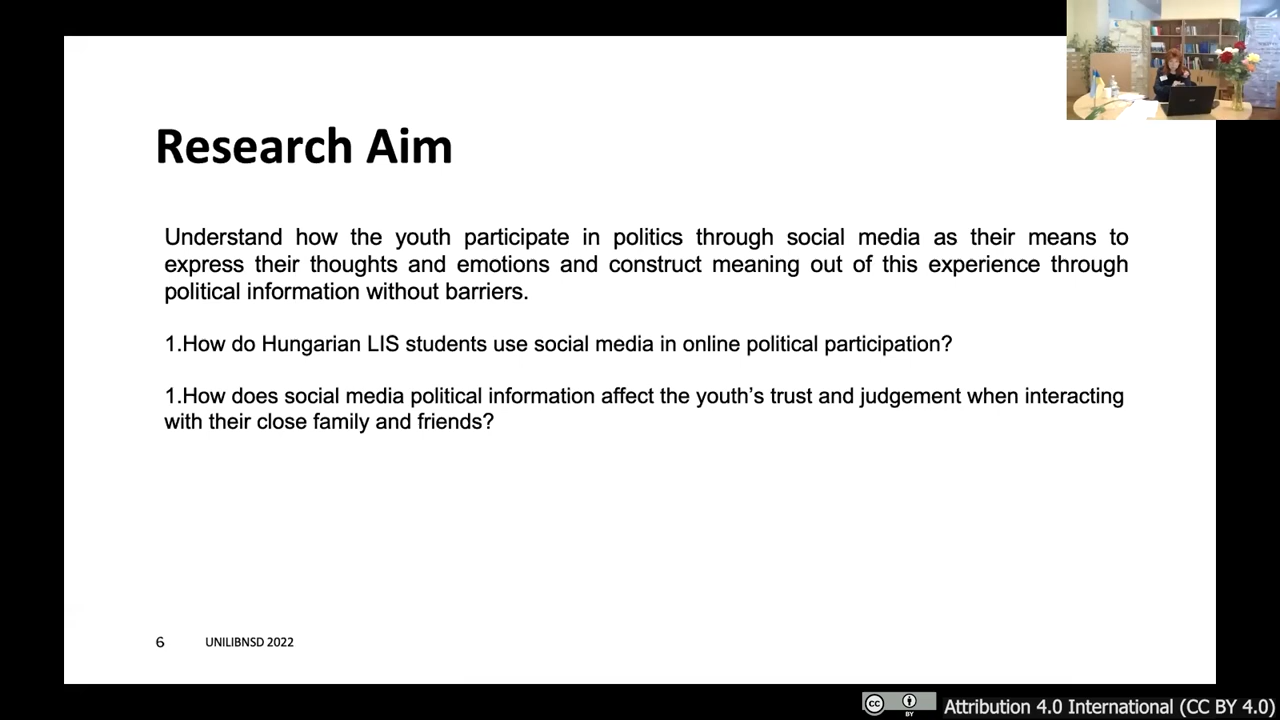 Research Aim
Understand how the youth participate in politics through social media as their means to
express their thoughts and emotions and construct meaning out of this experience through
political information without barriers.
1.How do Hungarian LIS students use social media in online political participation?
1.How does social media political information affect the youth’s trust and judgement when interacting
with their close family and friends?
6 UNILIBNSD 2022
cc BY Attribution 4.0 International (CC BY 4.0)